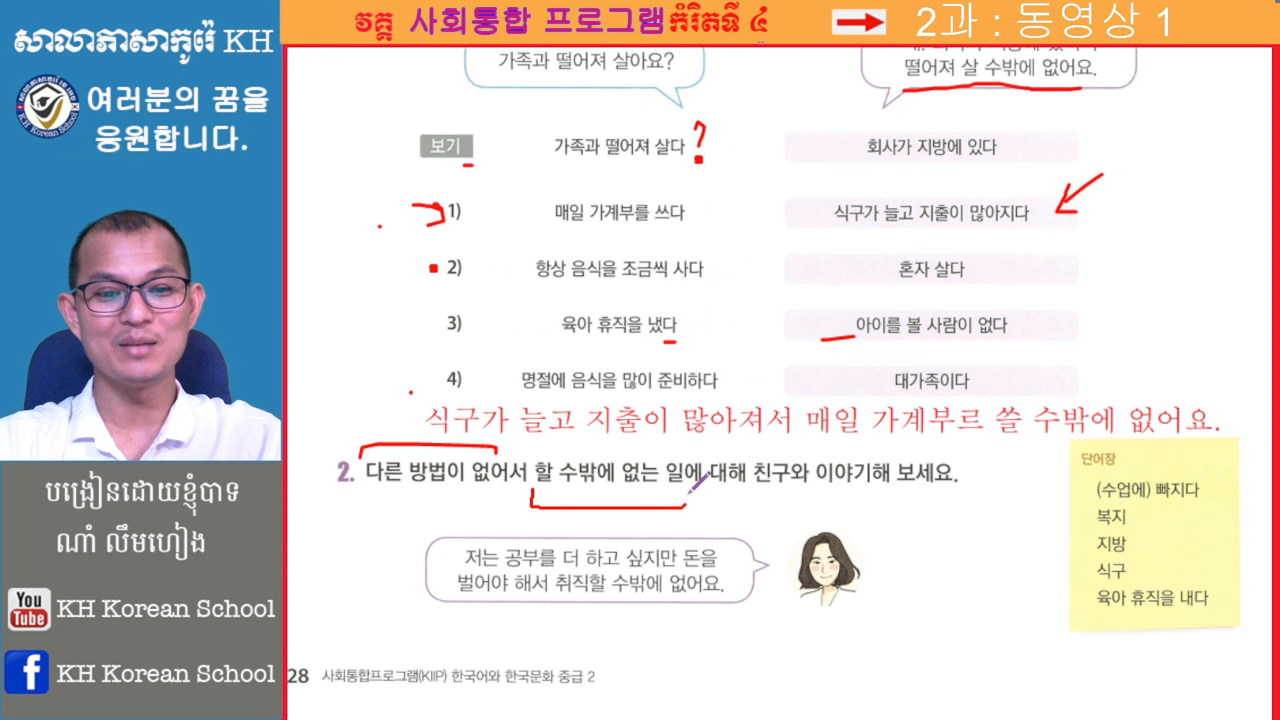 សាលាភាសាកូរ៉េ KH
여러분의 꿈을
응원합니다.
វគ្គ 사회통합 프로그램កំរិតទី ៤
2과 : 동영상 1
가족과 떨어져 살아요?
떨어져 살 수밖에 없어요.
보기 가족과 떨어져 살다 ? 회사가 지방에 있다
1) 매일 가계부를 쓰다 식구가 늘고 지출이 많아지다
2) 항상 음식을 조금씩 사다 혼자 살다
3) 육아 휴직을 냈다 아이를 볼 사람이 없다
4) 명절에 음식을 많이 준비하다 대가족이다
식구가 늘고 지출이 많아져서 매일 가계부르 쓸 수밖에 없어요.
2. 다른 방법이 없어서 할 수밖에 없는 일에 대해 친구와 이야기해 보세요.
단어장
(수업에) 빠지다
복지
지방
식구
육아 휴직을 내다
저는 공부를 더 하고 싶지만 돈을
벌어야 해서 취직할 수밖에 없어요.
បង្រៀនដោយខ្ញុំបាទ
ណាំ លឹមហៀង
You Tube KH Korean School
f KH Korean School
28 사회통합프로그램(KIIP) 한국어와 한국문화 중급 2